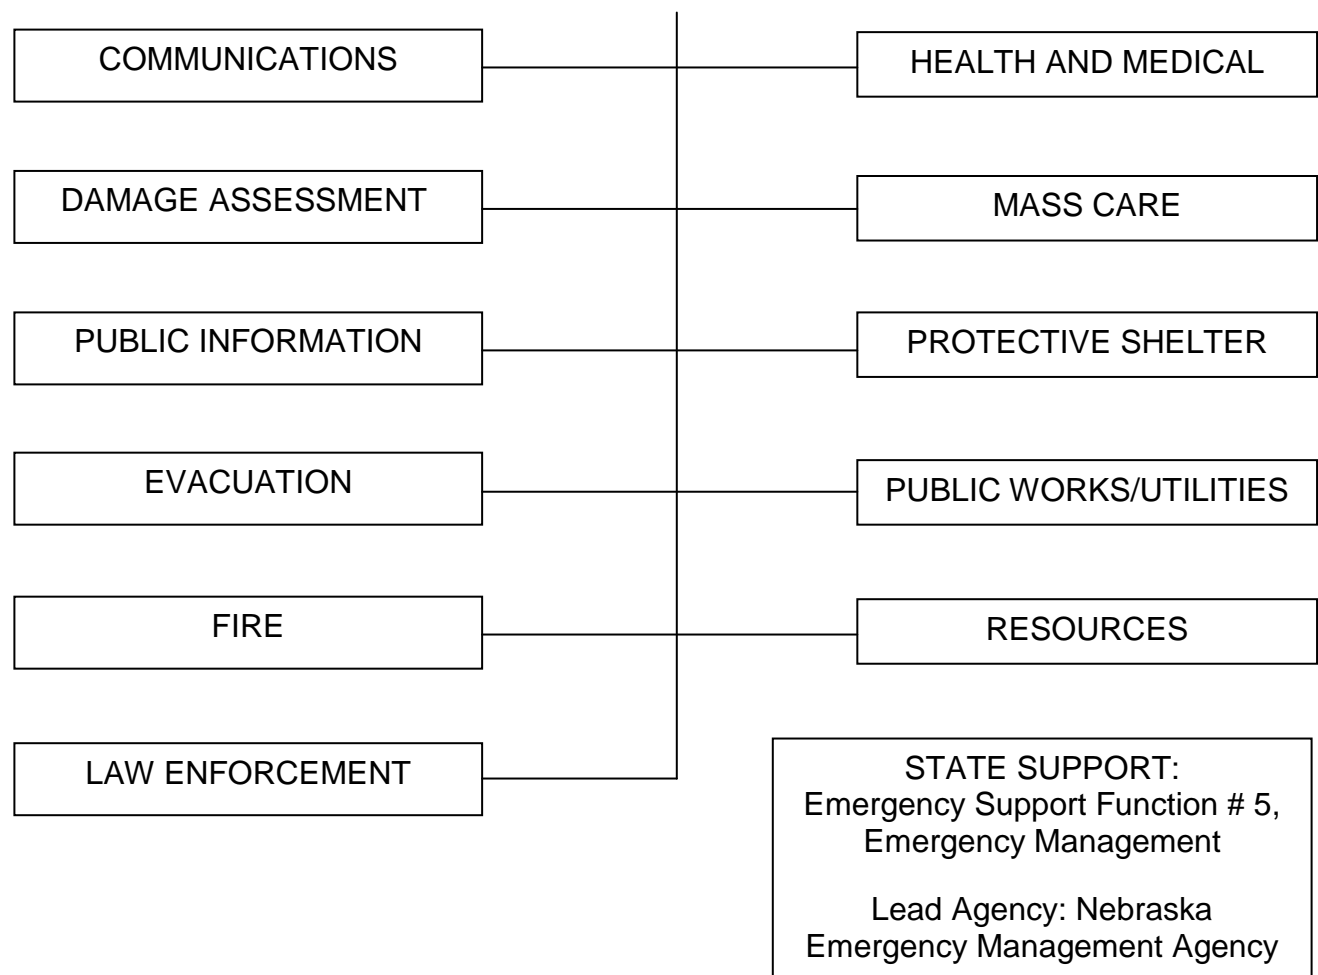 COMMUNICATIONS
HEALTH AND MEDICAL
DAMAGE ASSESSMENT
MASS CARE
PUBLIC INFORMATION
PROTECTIVE SHELTER
EVACUATION
PUBLIC WORKS/UTILITIES
FIRE
RESOURCES
LAW ENFORCEMENT
STATE SUPPORT:
Emergency Support Function # 5,
Emergency Management
Lead Agency: Nebraska
Emergency Management Agency